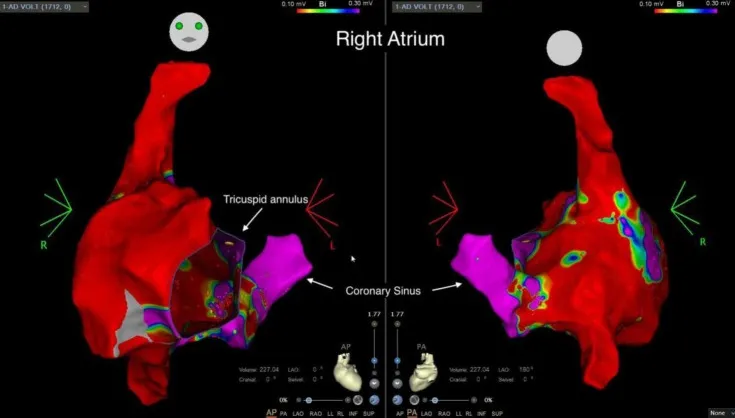 1-AD VOLT (1712, 0)
0.10 mV Bi 0.30 mV
1-AD VOLT (1712, 0)
0.10 mV Bi 0.30 mV
Right Atrium
Tricuspid annulus
R
L
L
R
Coronary Sinus
1.77
1.77
AP
PA
Volume: 227.04 LAO: 0 °
Cranial: 0 ° Swivel: 0 °
Volume: 227.04 LAO: 180 °
Cranial: 0 ° Swivel: 0 °
0%
0%
AP PA LAO RAO LL RL INF SUP
AP PA LAO RAO LL RL INF SUP
None